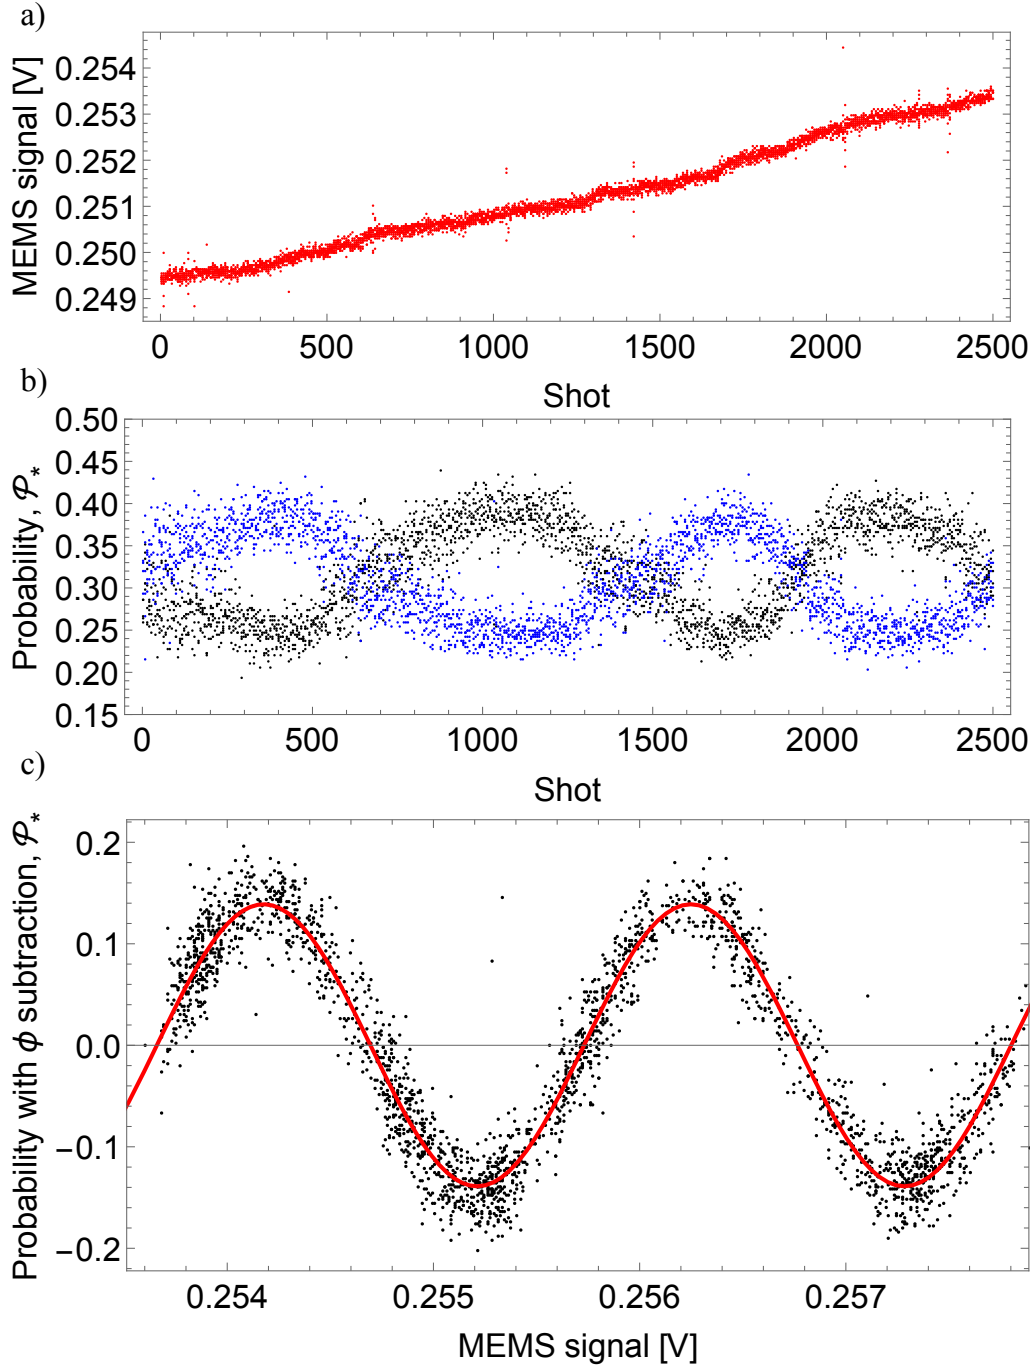 a)
MEMS signal [V]
0.254
0.253
0.252
0.251
0.250
0.249
0 500 1000 1500 2000 2500
Shot
b)
Probability, 𝒫*
0.50
0.45
0.40
0.35
0.30
0.25
0.20
0.15
0 500 1000 1500 2000 2500
Shot
c)
Probability with ϕ subtraction, 𝒫*
0.2
0.1
0.0
−0.1
−0.2
0.254 0.255 0.256 0.257
MEMS signal [V]